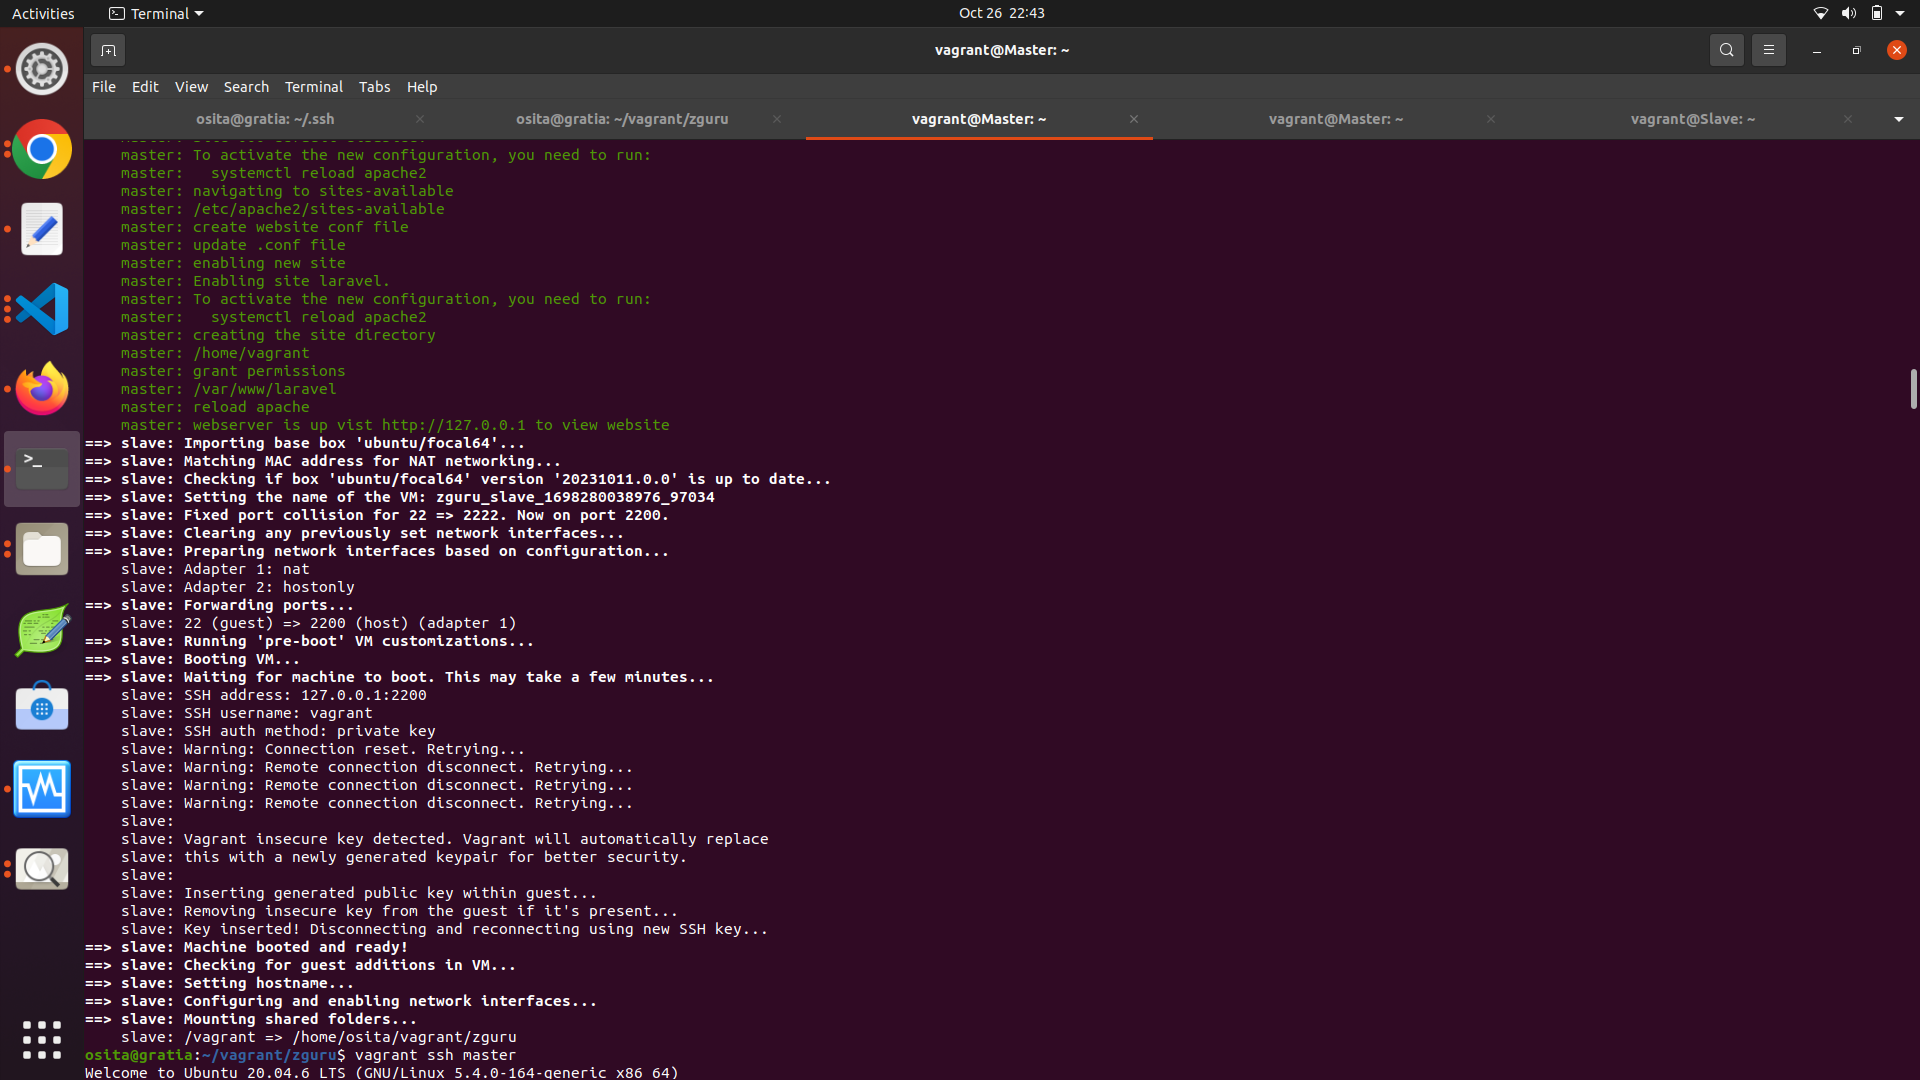 Activities
Terminal
Oct 26 22:43
vagrant@Master: ~
File Edit View Search Terminal Tabs Help
osita@gratia: ~/.ssh
osita@gratia: ~/vagrant/zguru
vagrant@Master: ~
vagrant@Master: ~
vagrant@Slave: ~
master: To activate the new configuration, you need to run:
master:   systemctl reload apache2
master: navigating to sites-available
master: /etc/apache2/sites-available
master: create website conf file
master: update .conf file
master: enabling new site
master: Enabling site laravel.
master: To activate the new configuration, you need to run:
master:   systemctl reload apache2
master: creating the site directory
master: /home/vagrant
master: grant permissions
master: /var/www/laravel
master: reload apache
master: webserver is up vist http://127.0.0.1 to view website
==> slave: Importing base box 'ubuntu/focal64'...
==> slave: Matching MAC address for NAT networking...
==> slave: Checking if box 'ubuntu/focal64' version '20231011.0.0' is up to date...
==> slave: Setting the name of the VM: zguru_slave_1698280038976_97034
==> slave: Fixed port collision for 22 => 2222. Now on port 2200.
==> slave: Clearing any previously set network interfaces...
==> slave: Preparing network interfaces based on configuration...
slave: Adapter 1: nat
slave: Adapter 2: hostonly
==> slave: Forwarding ports...
slave: 22 (guest) => 2200 (host) (adapter 1)
==> slave: Running 'pre-boot' VM customizations...
==> slave: Booting VM...
==> slave: Waiting for machine to boot. This may take a few minutes...
slave: SSH address: 127.0.0.1:2200
slave: SSH username: vagrant
slave: SSH auth method: private key
slave: Warning: Connection reset. Retrying...
slave: Warning: Remote connection disconnect. Retrying...
slave: Warning: Remote connection disconnect. Retrying...
slave: Warning: Remote connection disconnect. Retrying...
slave:
slave: Vagrant insecure key detected. Vagrant will automatically replace
slave: this with a newly generated keypair for better security.
slave:
slave: Inserting generated public key within guest...
slave: Removing insecure key from the guest if it's present...
slave: Key inserted! Disconnecting and reconnecting using new SSH key...
==> slave: Machine booted and ready!
==> slave: Checking for guest additions in VM...
==> slave: Setting hostname...
==> slave: Configuring and enabling network interfaces...
==> slave: Mounting shared folders...
slave: /vagrant => /home/osita/vagrant/zguru
osita@gratia:~/vagrant/zguru$ vagrant ssh master
Welcome to Ubuntu 20.04.6 LTS (GNU/Linux 5.4.0-164-generic x86_64)